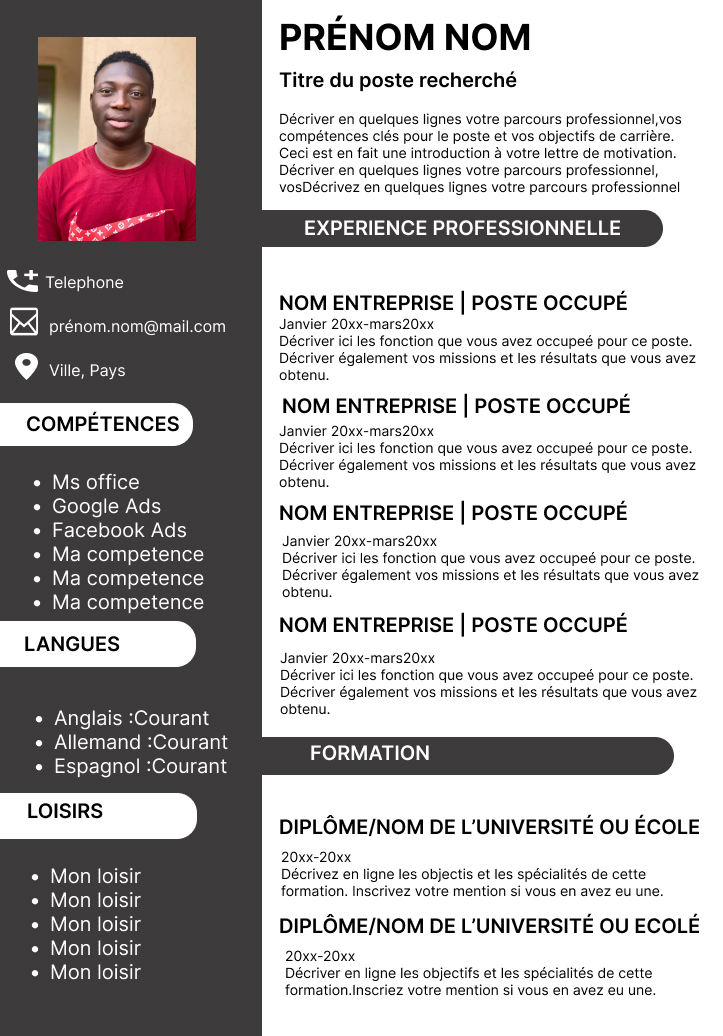 PRÉNOM NOM
Titre du poste recherché
Décriver en quelques lignes votre parcours professionnel,vos
compétences clés pour le poste et vos objectifs de carrière.
Ceci est en fait une introduction à votre lettre de motivation.
Décriver en quelques lignes votre parcours professionnel,
vosDécrivez en quelques lignes votre parcours professionnel
Telephone
prénom.nom@mail.com
Ville, Pays
COMPÉTENCES
• Ms office
• Google Ads
• Facebook Ads
• Ma competence
• Ma competence
• Ma competence
LANGUES
• Anglais :Courant
• Allemand :Courant
• Espagnol :Courant
LOISIRS
• Mon loisir
• Mon loisir
• Mon loisir
• Mon loisir
• Mon loisir
EXPERIENCE PROFESSIONNELLE
NOM ENTREPRISE | POSTE OCCUPÉ
Janvier 20xx-mars20xx
Décriver ici les fonction que vous avez occupeé pour ce poste.
Décriver également vos missions et les résultats que vous avez
obtenu.
NOM ENTREPRISE | POSTE OCCUPÉ
Janvier 20xx-mars20xx
Décriver ici les fonction que vous avez occupeé pour ce poste.
Décriver également vos missions et les résultats que vous avez
obtenu.
NOM ENTREPRISE | POSTE OCCUPÉ
Janvier 20xx-mars20xx
Décriver ici les fonction que vous avez occupeé pour ce poste.
Décriver également vos missions et les résultats que vous avez
obtenu.
NOM ENTREPRISE | POSTE OCCUPÉ
Janvier 20xx-mars20xx
Décriver ici les fonction que vous avez occupeé pour ce poste.
Décriver également vos missions et les résultats que vous avez
obtenu.
FORMATION
DIPLÔME/NOM DE L’UNIVERSITÉ OU ÉCOLE
20xx-20xx
Décrivez en ligne les objectis et les spécialités de cette
formation. Inscrivez votre mention si vous en avez eu une.
DIPLÔME/NOM DE L’UNIVERSITÉ OU ECOLÉ
20xx-20xx
Décriver en ligne les objectifs et les spécialités de cette
formation.Inscriez votre mention si vous en avez eu une.